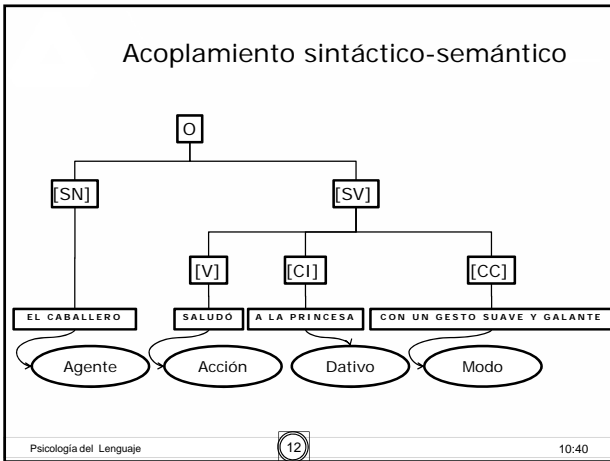 Acoplamiento sintáctico-semántico
O
[SN] [SV]
[V] [CI] [CC]
EL CABALLERO SALUDÓ A LA PRINCESA CON UN GESTO SUAVE Y GALANTE
Agente Acción Dativo Modo
Psicología del Lenguaje 12 10:40